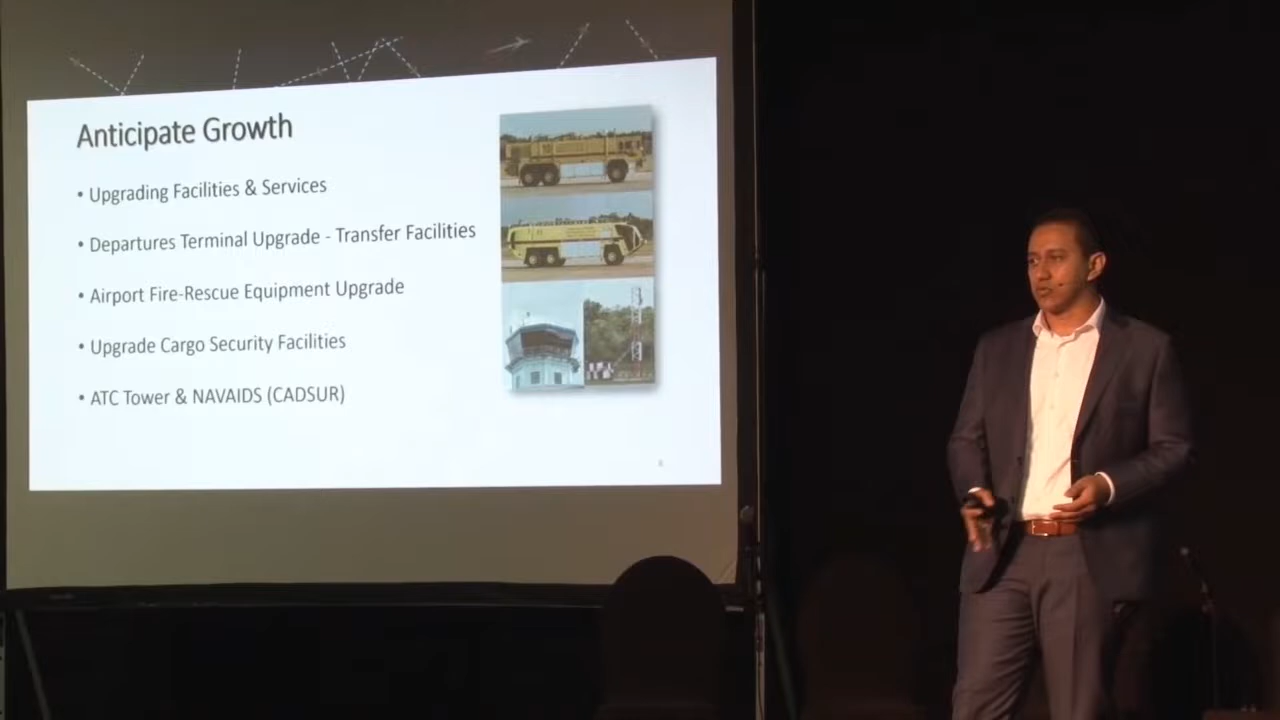 Anticipate Growth
• Upgrading Facilities & Services
• Departures Terminal Upgrade - Transfer Facilities
• Airport Fire-Rescue Equipment Upgrade
• Upgrade Cargo Security Facilities
• ATC Tower & NAVAIDS (CADSUR)